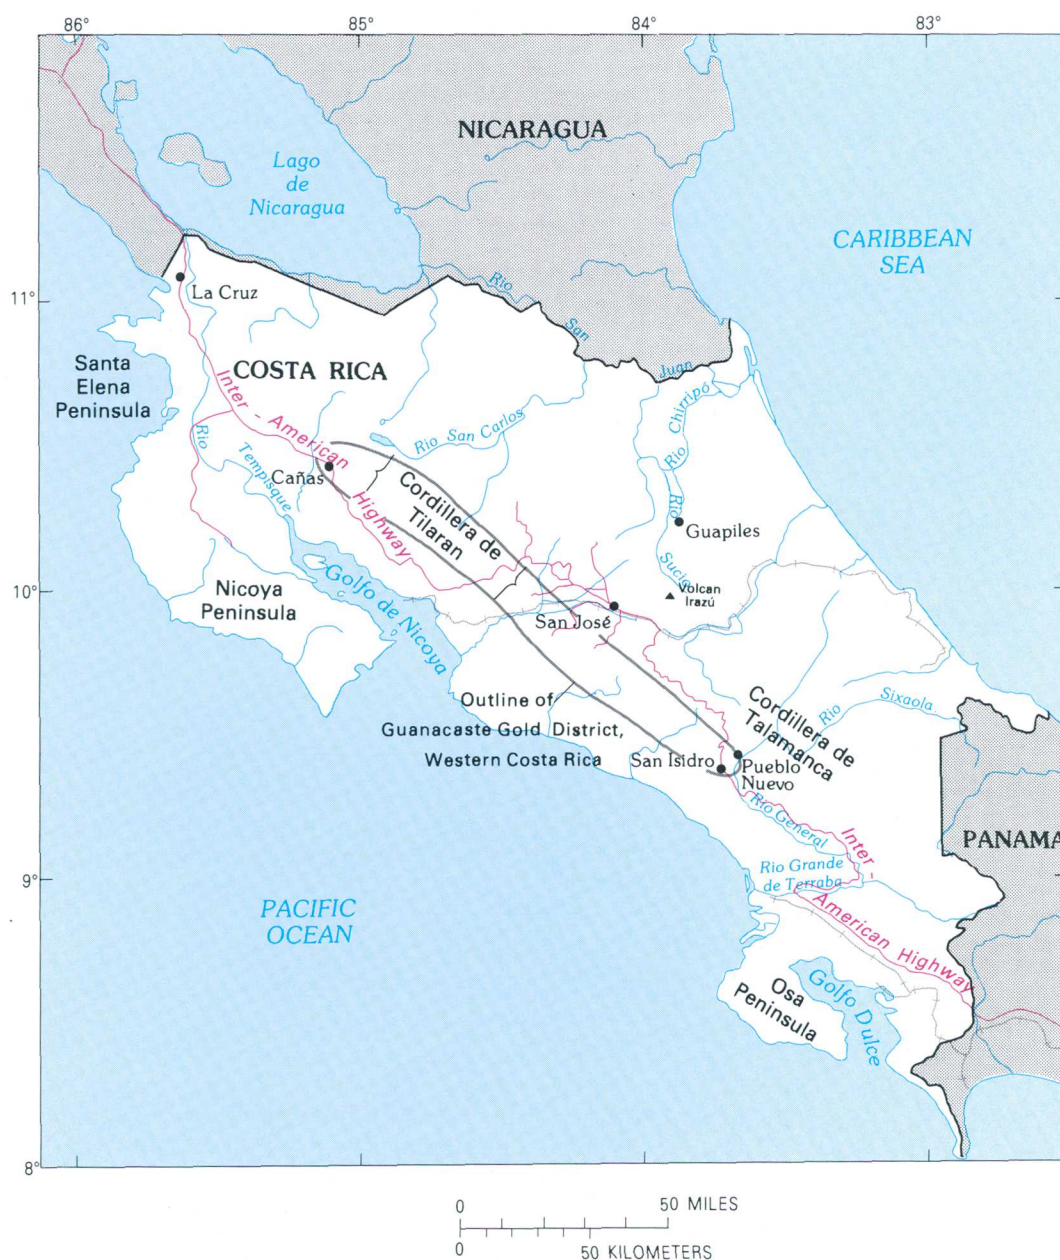 86°
85°
84°
83°
NICARAGUA
Lago
de
Nicaragua
CARIBBEAN
SEA
11°
La Cruz
Rio
San
Juan
Santa
Elena
Peninsula
COSTA RICA
Inter - American
Highway
Rio
Chirripó
Rio San Carlos
Rio
Tempisque
Cañas
Cordillera de
Tilaran
Rio
Sucio
Guapiles
Volcan
Irazú
10°
Nicoya
Peninsula
Golfo de Nicoya
San José
Outline of
Guanacaste Gold District,
Western Costa Rica
Cordillera de
Talamanca
Rio
Sixaola
San Isidro
Pueblo
Nuevo
Rio General
Inter -
American Highway
PANAMA
Rio Grande
de Terraba
9°
PACIFIC
OCEAN
Osa
Peninsula
Golfo Dulce
8°
0
50 MILES
0
50 KILOMETERS